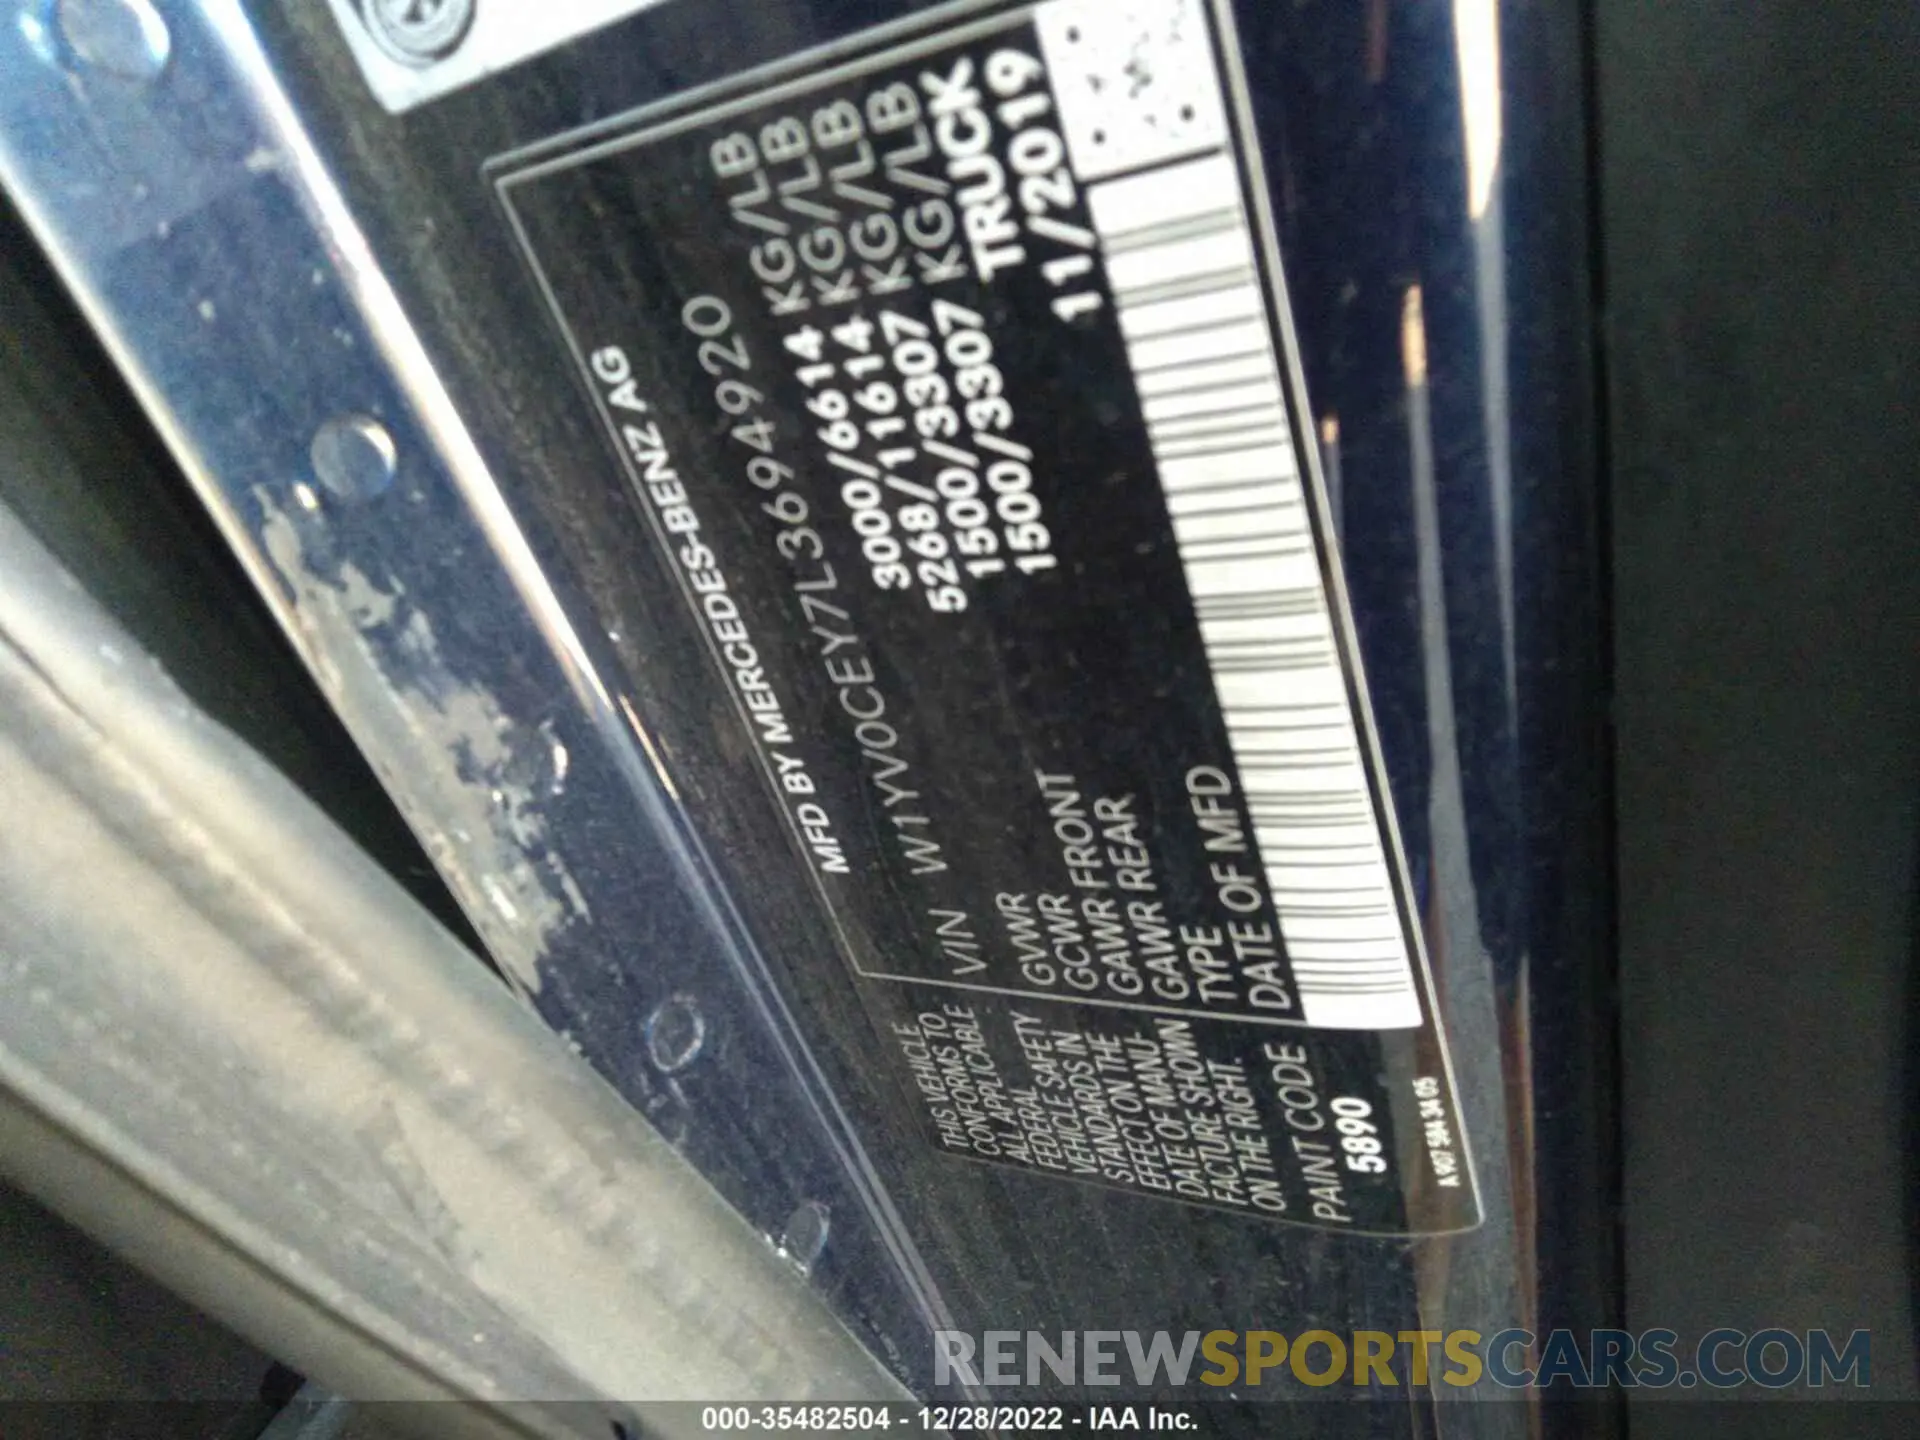 MFD BY MERCEDES-BENZ AG
VIN W1YV0CEY7L3694920
GVWR 3000/6614 KG/LB
GCWR 5268/11614 KG/LB
GAWR FRONT 1500/3307 KG/LB
GAWR REAR 1500/3307 KG/LB
TYPE TRUCK
DATE OF MFD 11/2019
THIS VEHICLE
CONFORMS TO
ALL APPLICABLE
FEDERAL
VEHICLE SAFETY
STANDARDS IN
EFFECT ON THE
DATE OF MANU-
FACTURE SHOWN
ON THE RIGHT.
PAINT CODE
5890
A 907 584 34 05
RENEWSPORTSCARS.COM
000-35482504 - 12/28/2022 - IAA Inc.